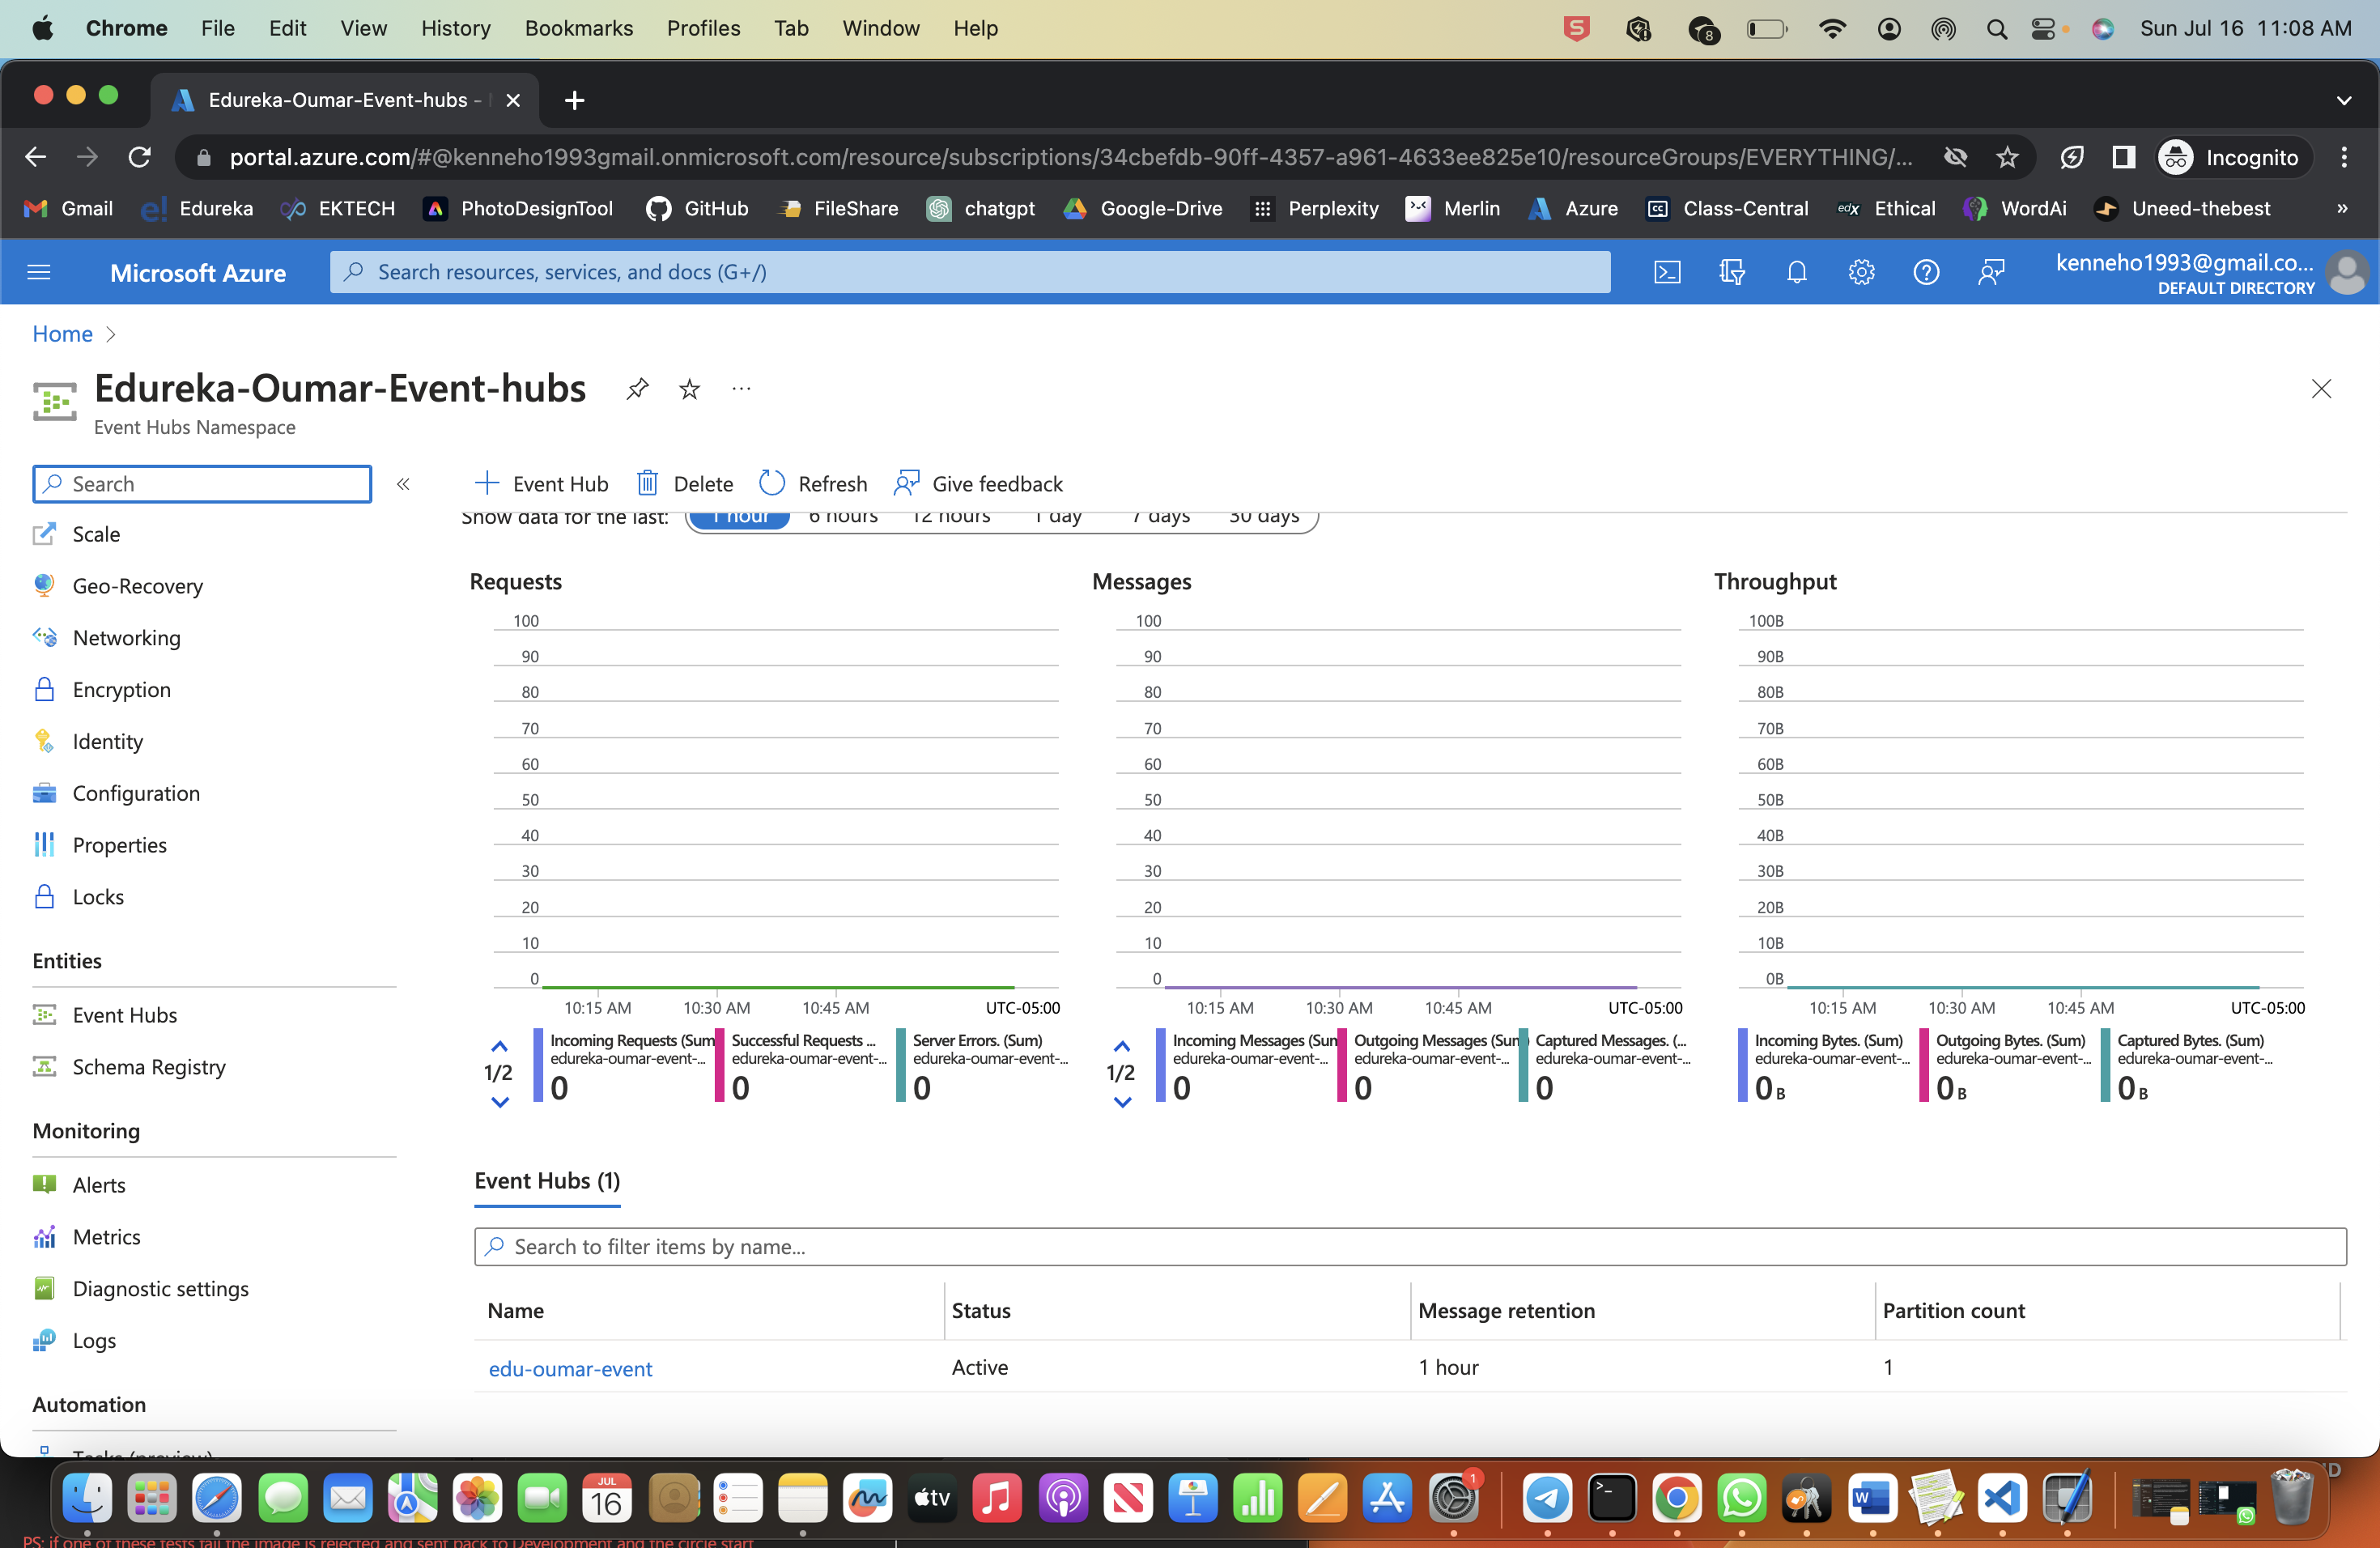 Chrome File Edit View History Bookmarks Profiles Tab Window Help 8 Sun Jul 16 11:08 AM
Edureka-Oumar-Event-hubs -
portal.azure.com/#@kenneho1993gmail.onmicrosoft.com/resource/subscriptions/34cbefdb-90ff-4357-a961-4633ee825e10/resourceGroups/EVERYTHING/... Incognito
Gmail Edureka EKTECH PhotoDesignTool GitHub FileShare chatgpt Google-Drive Perplexity Merlin Azure Class-Central Ethical WordAi Uneed-thebest »
Microsoft Azure Search resources, services, and docs (G+/) kenneho1993@gmail.co...
DEFAULT DIRECTORY
Home >
Edureka-Oumar-Event-hubs ...
Event Hubs Namespace
Search «
+ Event Hub Delete Refresh Give feedback
Show data for the last: 1 hour 6 hours 12 hours 1 day 7 days 30 days
Scale
Geo-Recovery
Networking
Encryption
Identity
Configuration
Properties
Locks
Entities
Event Hubs
Schema Registry
Monitoring
Alerts
Metrics
Diagnostic settings
Logs
Automation
Tasks (preview)
Requests
100
90
80
70
60
50
40
30
20
10
0
10:15 AM 10:30 AM 10:45 AM UTC-05:00
1/2
Incoming Requests (Sum
edureka-oumar-event-...
0
Successful Requests ...
edureka-oumar-event-...
0
Server Errors. (Sum)
edureka-oumar-event-...
0
Messages
100
90
80
70
60
50
40
30
20
10
0
10:15 AM 10:30 AM 10:45 AM UTC-05:00
1/2
Incoming Messages (Sum
edureka-oumar-event-...
0
Outgoing Messages (Sum)
edureka-oumar-event-...
0
Captured Messages. (...
edureka-oumar-event-...
0
Throughput
100B
90B
80B
70B
60B
50B
40B
30B
20B
10B
0B
10:15 AM 10:30 AM 10:45 AM UTC-05:00
Incoming Bytes. (Sum)
edureka-oumar-event-...
0 B
Outgoing Bytes. (Sum)
edureka-oumar-event-...
0 B
Captured Bytes. (Sum)
edureka-oumar-event-...
0 B
Event Hubs (1)
Search to filter items by name...
Name Status Message retention Partition count
edu-oumar-event Active 1 hour 1
JUL
16
tv
1
W
PS: if one of these tests fail the image is rejected and sent back to Development and the circle start